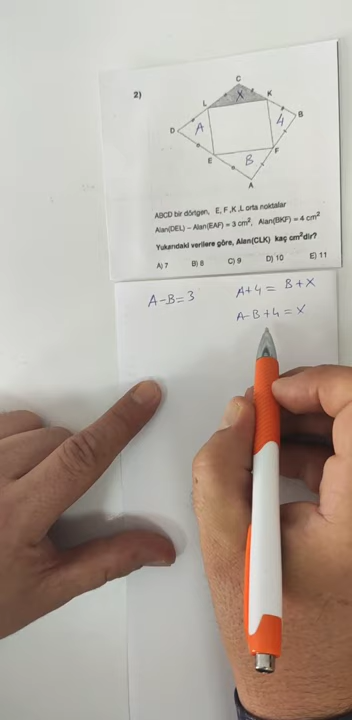 2)
C
X
L
K
A
4
B
D
E
B
F
A
ABCD bir dörtgen, E, F ,K ,L orta noktalar
Alan(DEL) – Alan(EAF) = 3 cm², Alan(BKF) = 4 cm²
Yukarıdaki verilere göre, Alan(CLK) kaç cm²dir?
A) 7 B) 8 C) 9 D) 10 E) 11
A-B=3 A+4 = B+X
A-B+4 = X